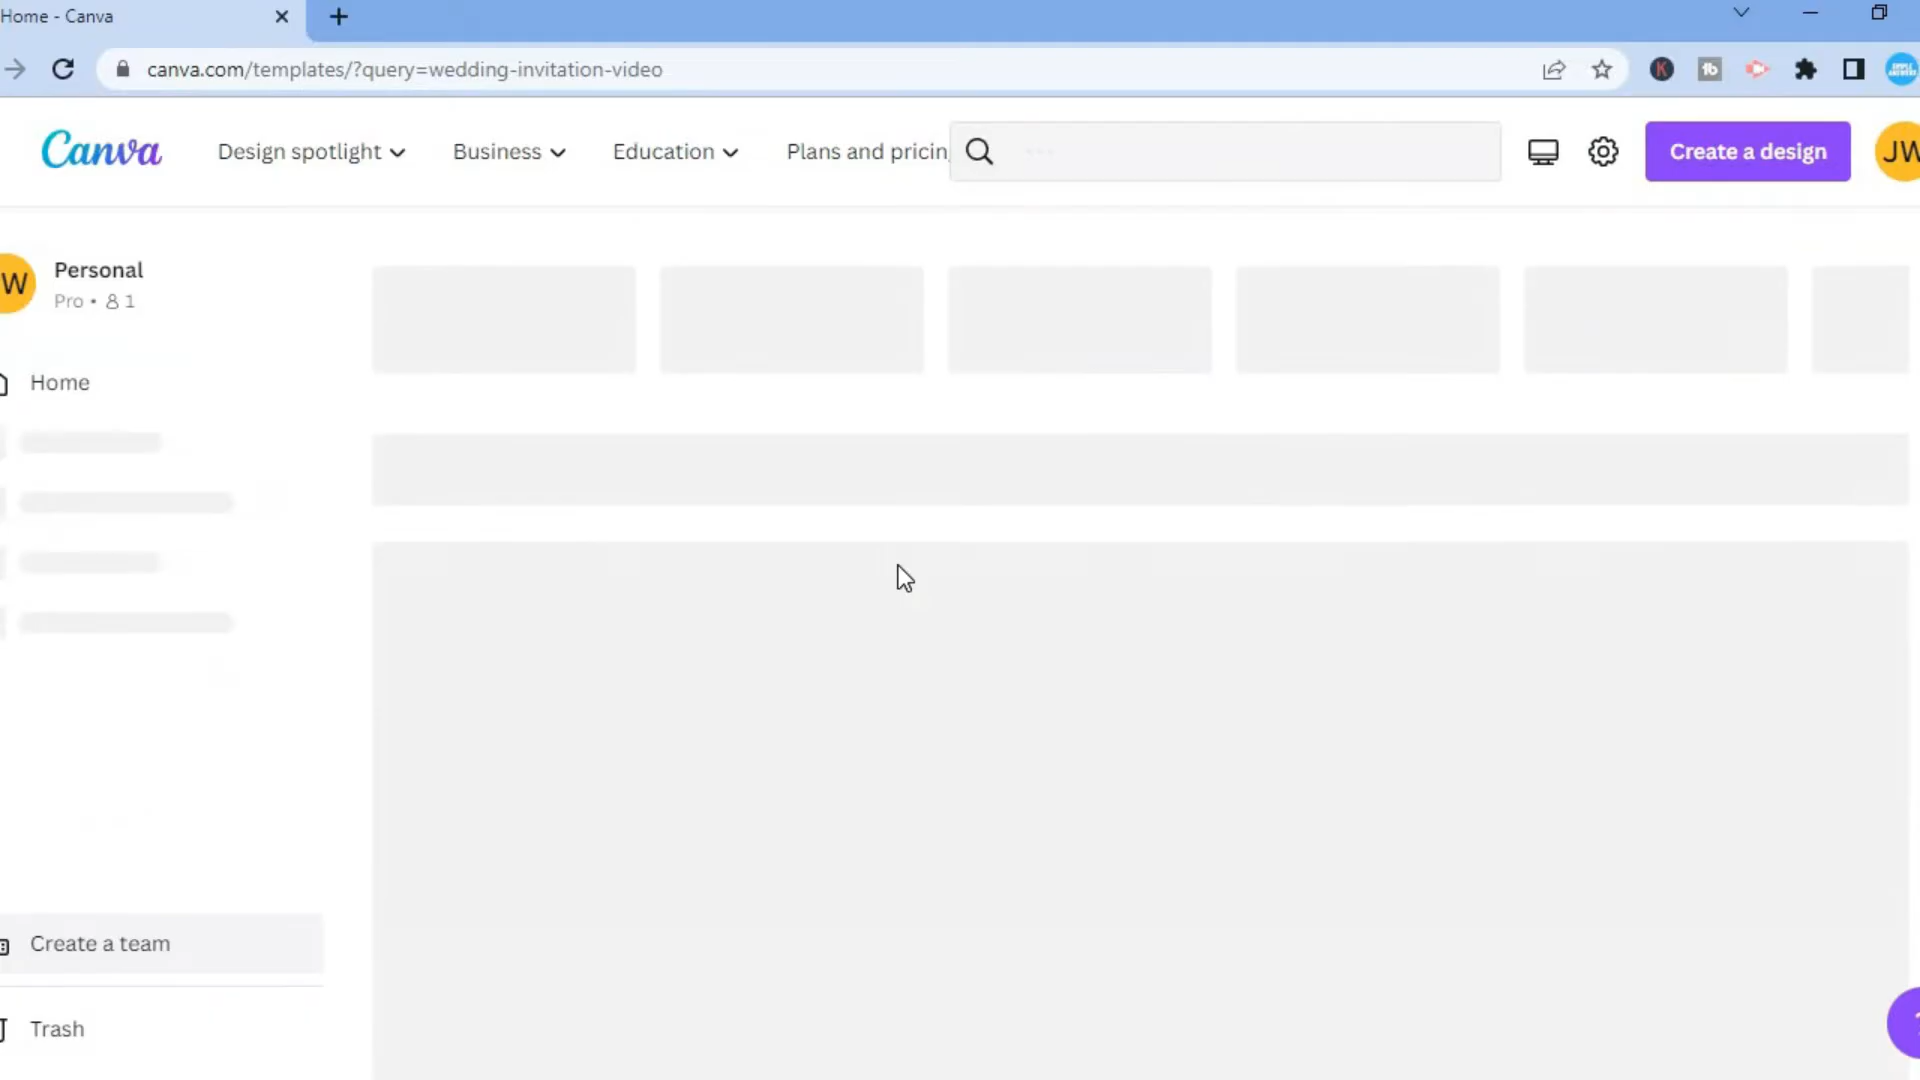 Home - Canva
canva.com/templates/?query=wedding-invitation-video
Canva
Design spotlight
Business
Education
Plans and pricin
Create a design
JW
W
Personal
Pro • 1
Home
Create a team
Trash